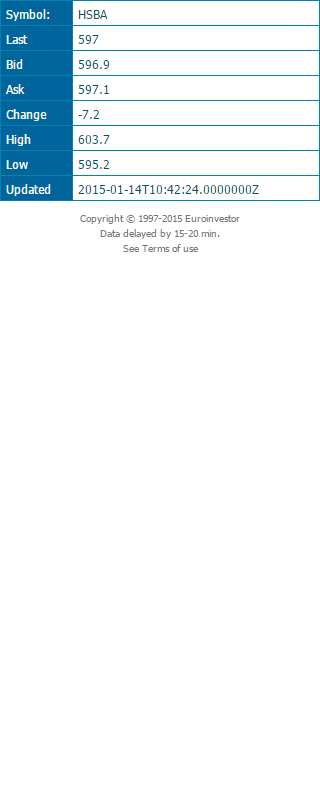 Symbol: HSBA
Last 597
Bid 596.9
Ask 597.1
Change -7.2
High 603.7
Low 595.2
Updated 2015-01-14T10:42:24.0000000Z
Copyright © 1997-2015 Euroinvestor
Data delayed by 15-20 min.
See Terms of use